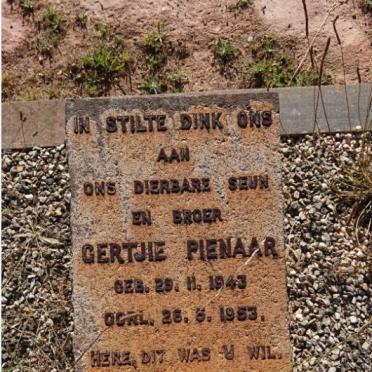 IN STILTE DINK ONS
AAN
ONS DIERBARE SEUN
EN BROER
GERTJIE PIENAAR
GEB. 29. 11. 1943
OORL. 26. 5. 1953.
HERE, DIT WAS U WIL.